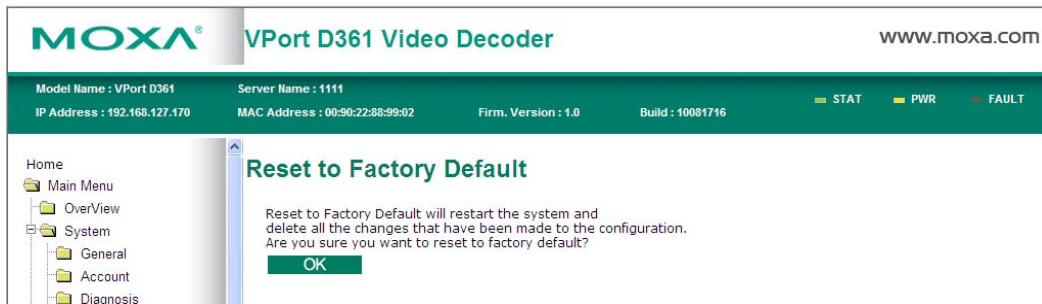 MOXA®
VPort D361 Video Decoder
www.moxa.com
Model Name : VPort D361
Server Name : 1111
IP Address : 192.168.127.170
MAC Address : 00:90:22:88:99:02
Firm. Version : 1.0
Build : 10081716
STAT
PWR
FAULT
Home
Main Menu
OverView
System
General
Account
Diagnosis
Reset to Factory Default
Reset to Factory Default will restart the system and
delete all the changes that have been made to the configuration.
Are you sure you want to reset to factory default?
OK